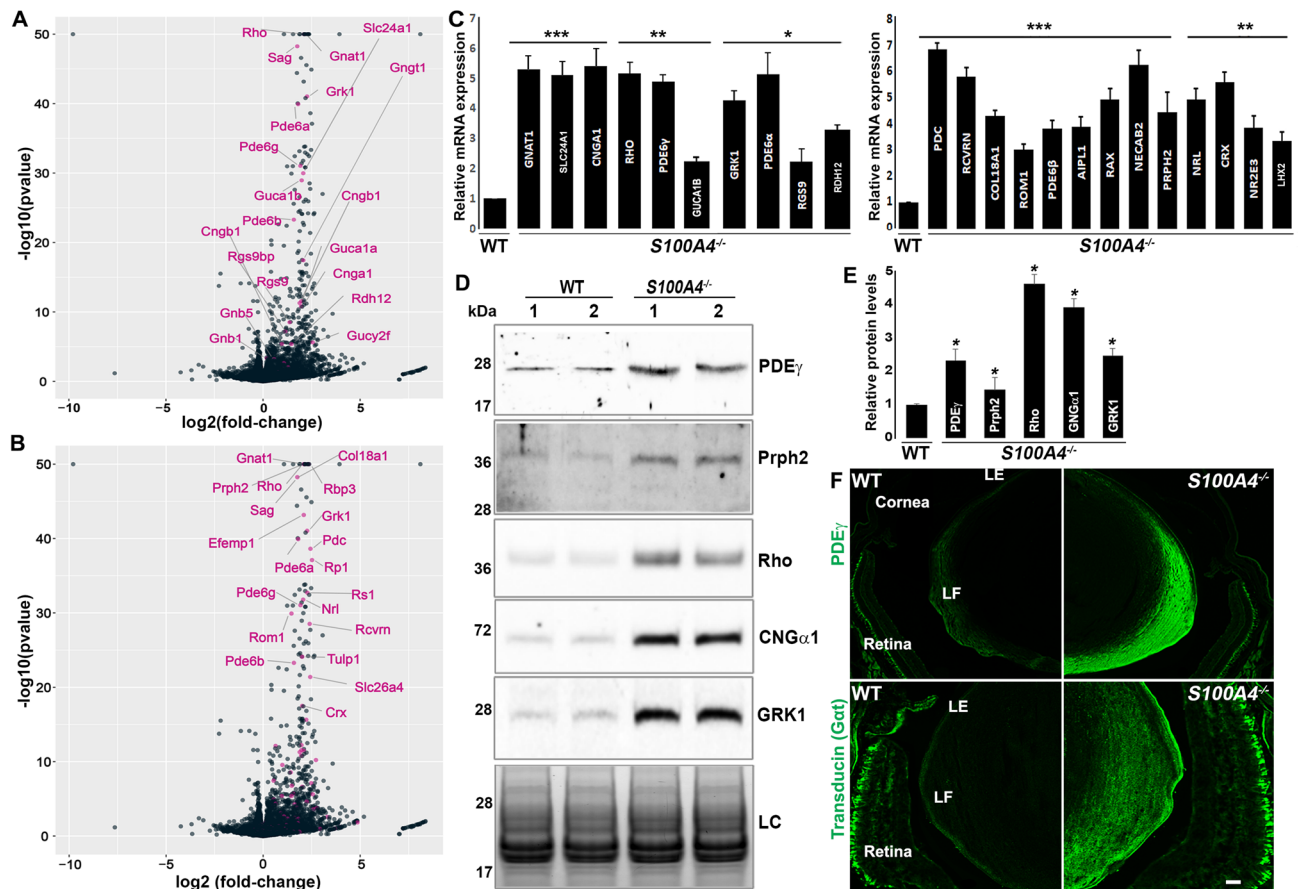 A
-log10(pvalue)
50
40
30
20
10
0
−10
−5
0
5
log2(fold-change)
Rho
Slc24a1
Sag
Gnat1
Gngt1
Grk1
Pde6a
Pde6g
Guca1b
Cngb1
Pde6b
Cngb1
Guca1a
Rgs9bp
Rgs9
Cnga1
Rdh12
Gnb5
Gnb1
Gucy2f
B
-log10(pvalue)
50
40
30
20
10
0
−10
−5
0
5
log2 (fold-change)
Gnat1
Col18a1
Prph2
Rho
Rbp3
Sag
Grk1
Efemp1
Pdc
Pde6a
Rp1
Pde6g
Rs1
Nrl
Rom1
Rcvrn
Pde6b
Tulp1
Slc26a4
Crx
C
Relative mRNA expression
7
6
5
4
3
2
1
0
***
**
*
GNAT1
SLC24A1
CNGA1
RHO
PDE6γ
GUCA1B
GRK1
PDE6α
RGS9
RDH12
WT
S100A4-/-
Relative mRNA expression
8
7
6
5
4
3
2
1
0
***
**
PDC
RCVRN
COL18A1
ROM1
PDE6β
AIPL1
RAX
NECAB2
PRPH2
NRL
CRX
NR2E3
LHX2
WT
S100A4-/-
D
WT
S100A4-/-
kDa
1
2
1
2
28
17
PDEγ
36
28
Prph2
36
Rho
72
CNGα1
28
GRK1
28
17
LC
E
Relative protein levels
5
4
3
2
1
0
*
*
*
*
*
PDEγ
Prph2
Rho
GNGα1
GRK1
WT
S100A4-/-
F
WT
LE
S100A4-/-
Cornea
PDEγ
LF
Retina
WT
LE
S100A4-/-
Transducin (Gαt)
LF
Retina